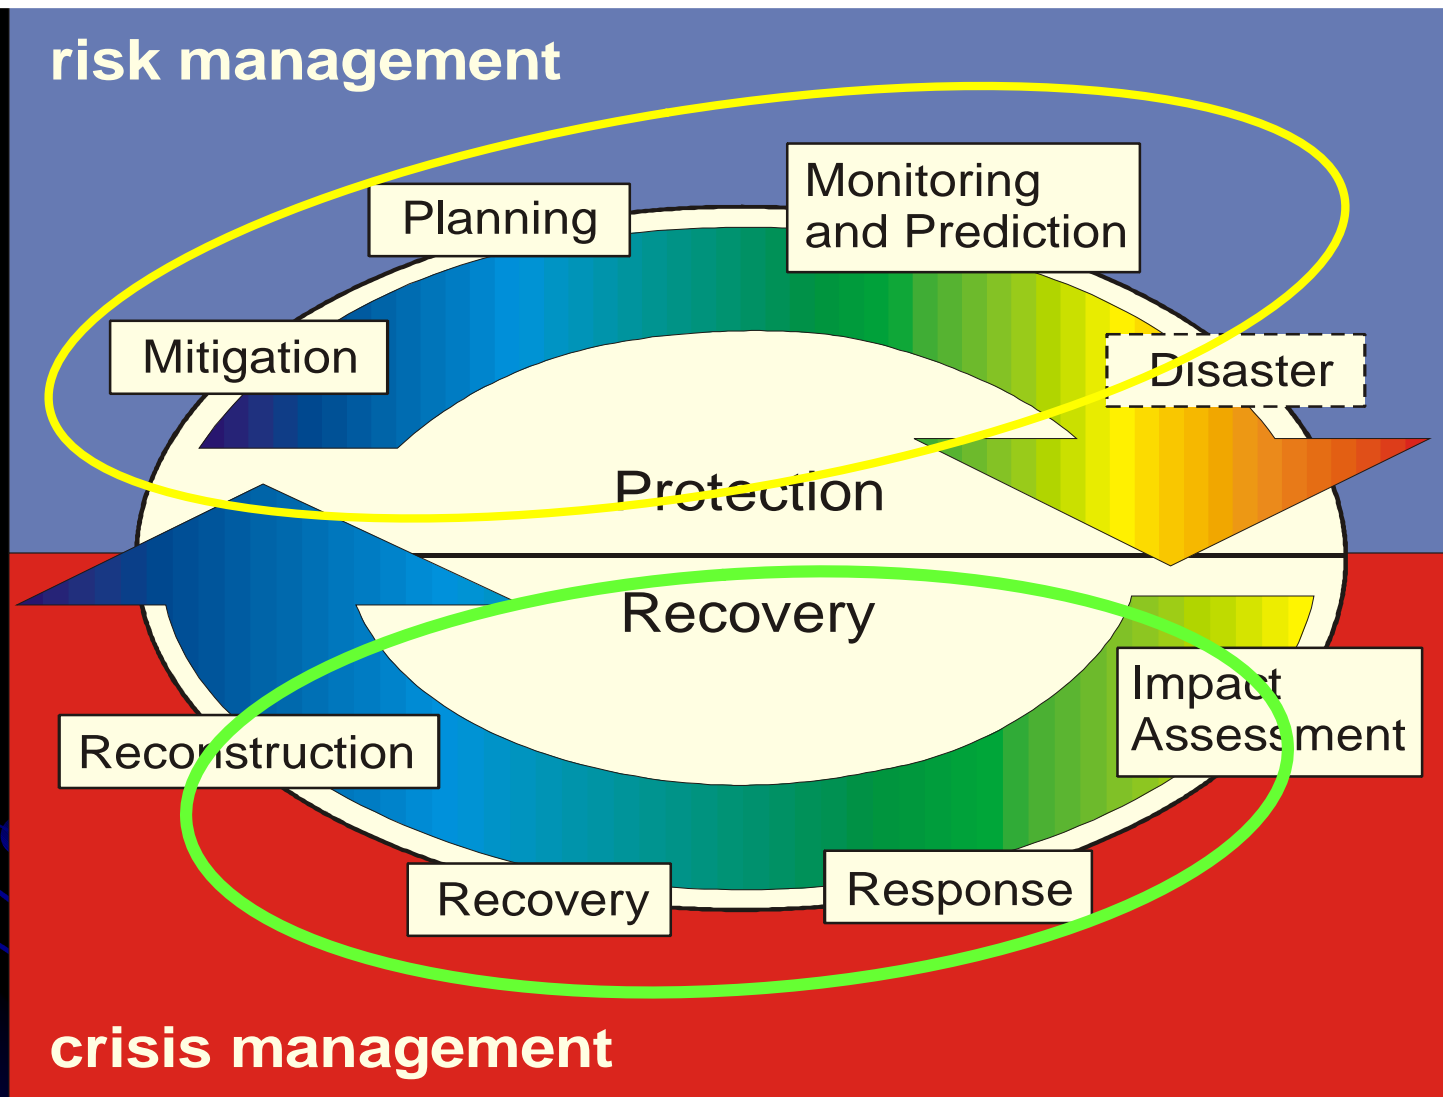 risk management
Planning
Monitoring
and Prediction
Mitigation
Disaster
Protection
Recovery
Impact
Assessment
Reconstruction
Recovery
Response
crisis management